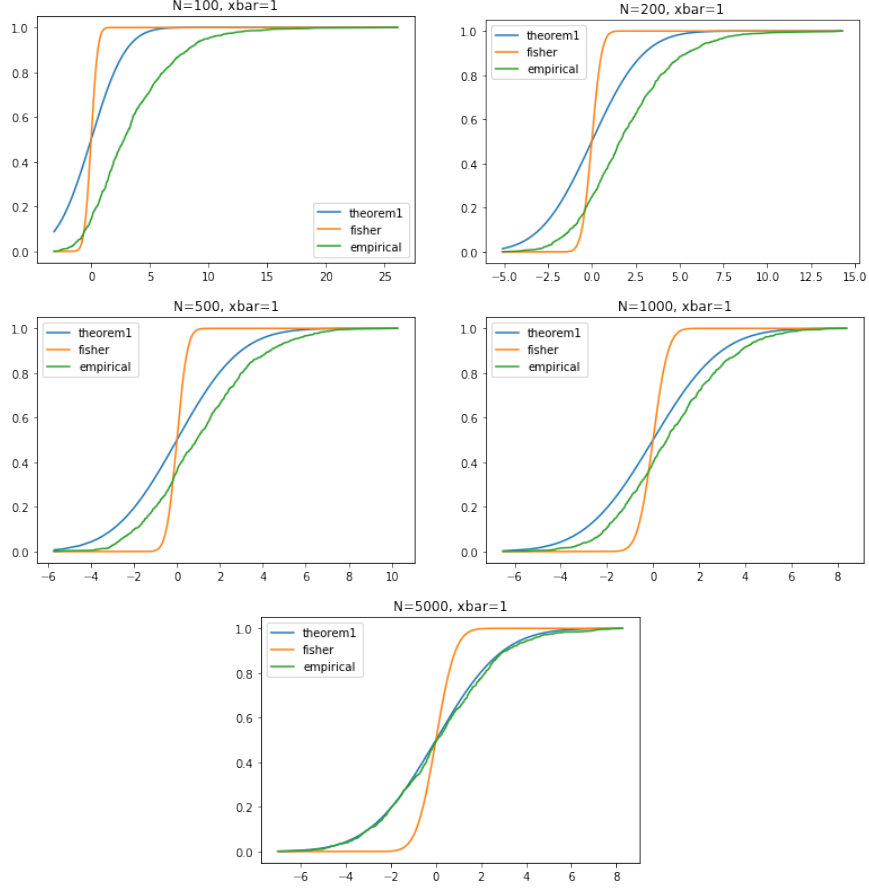 N=100, xbar=1
1.0
0.8
0.6
0.4
0.2
0.0
theorem1
fisher
empirical
0 5 10 15 20 25
N=200, xbar=1
1.0
0.8
0.6
0.4
0.2
0.0
theorem1
fisher
empirical
−5.0 −2.5 0.0 2.5 5.0 7.5 10.0 12.5 15.0
N=500, xbar=1
1.0
0.8
0.6
0.4
0.2
0.0
theorem1
fisher
empirical
−6 −4 −2 0 2 4 6 8 10
N=1000, xbar=1
1.0
0.8
0.6
0.4
0.2
0.0
theorem1
fisher
empirical
−6 −4 −2 0 2 4 6 8
N=5000, xbar=1
1.0
0.8
0.6
0.4
0.2
0.0
theorem1
fisher
empirical
−6 −4 −2 0 2 4 6 8